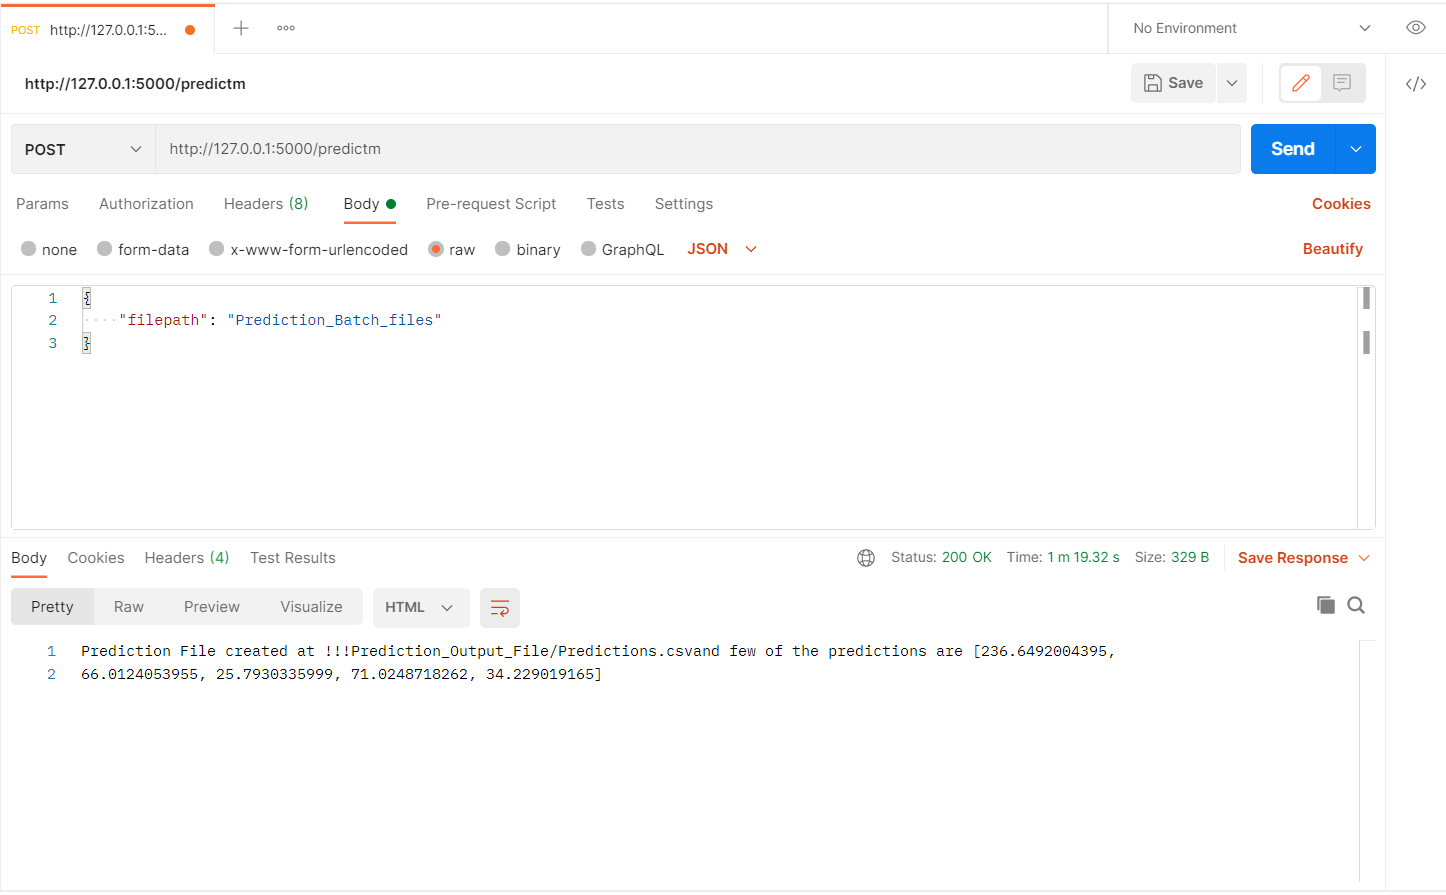 POST http://127.0.0.1:5... No Environment
http://127.0.0.1:5000/predictm Save
POST http://127.0.0.1:5000/predictm Send
Params Authorization Headers (8) Body Pre-request Script Tests Settings Cookies
none form-data x-www-form-urlencoded raw binary GraphQL JSON Beautify
1 {
2 "filepath": "Prediction_Batch_files"
3 }
Body Cookies Headers (4) Test Results Status: 200 OK Time: 1 m 19.32 s Size: 329 B Save Response
Pretty Raw Preview Visualize HTML
1 Prediction File created at !!!Prediction_Output_File/Predictions.csvand few of the predictions are [236.6492004395,
2 66.0124053955, 25.7930335999, 71.0248718262, 34.229019165]